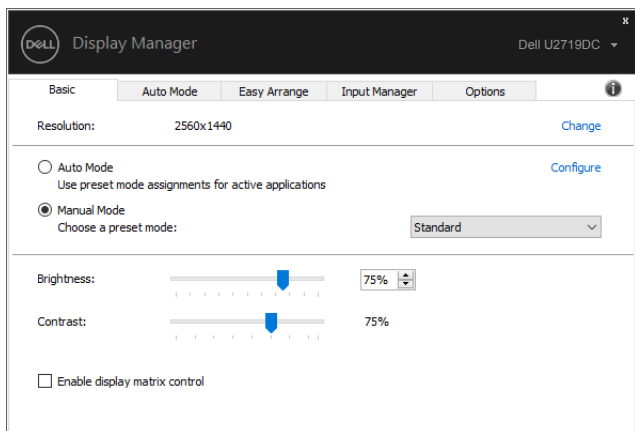 x
DELL Display Manager
Dell U2719DC
Basic Auto Mode Easy Arrange Input Manager Options
Resolution: 2560x1440 Change
Auto Mode Configure
Use preset mode assignments for active applications
Manual Mode
Choose a preset mode: Standard
Brightness: 75%
Contrast: 75%
Enable display matrix control